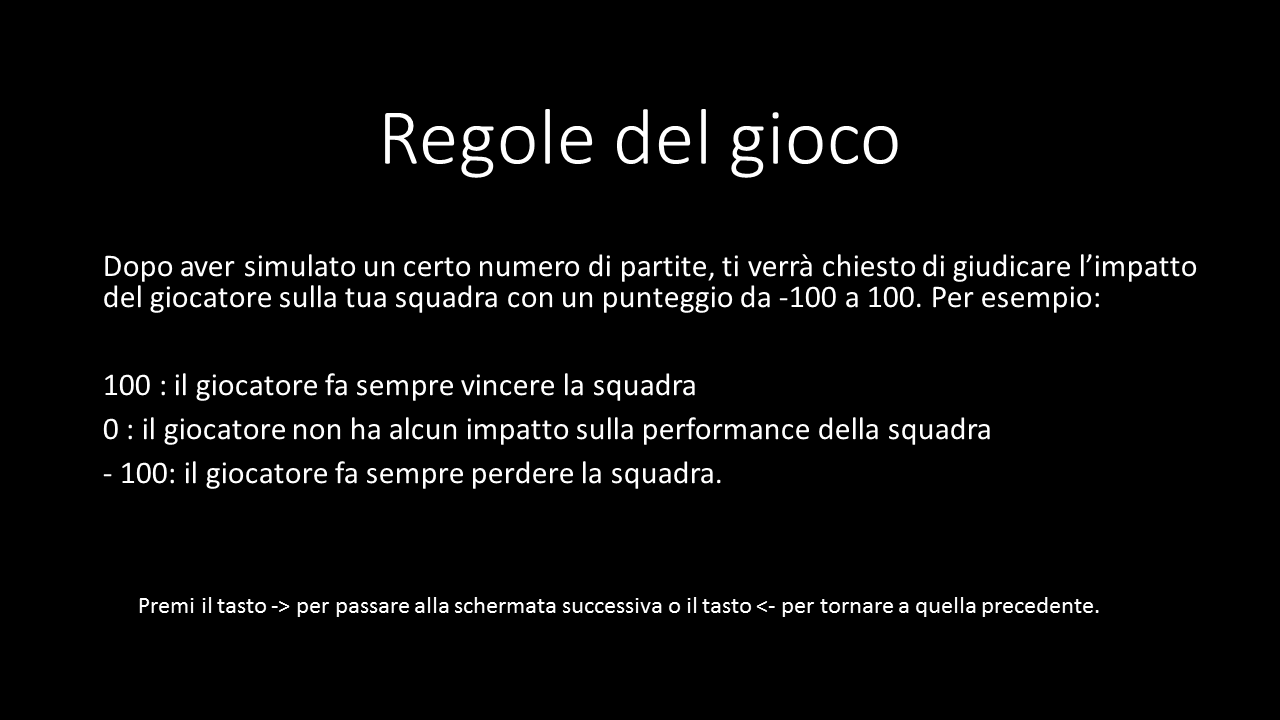 Regole del gioco
Dopo aver simulato un certo numero di partite, ti verrà chiesto di giudicare l’impatto
del giocatore sulla tua squadra con un punteggio da -100 a 100. Per esempio:
100 : il giocatore fa sempre vincere la squadra
0 : il giocatore non ha alcun impatto sulla performance della squadra
- 100: il giocatore fa sempre perdere la squadra.
Premi il tasto -> per passare alla schermata successiva o il tasto <- per tornare a quella precedente.